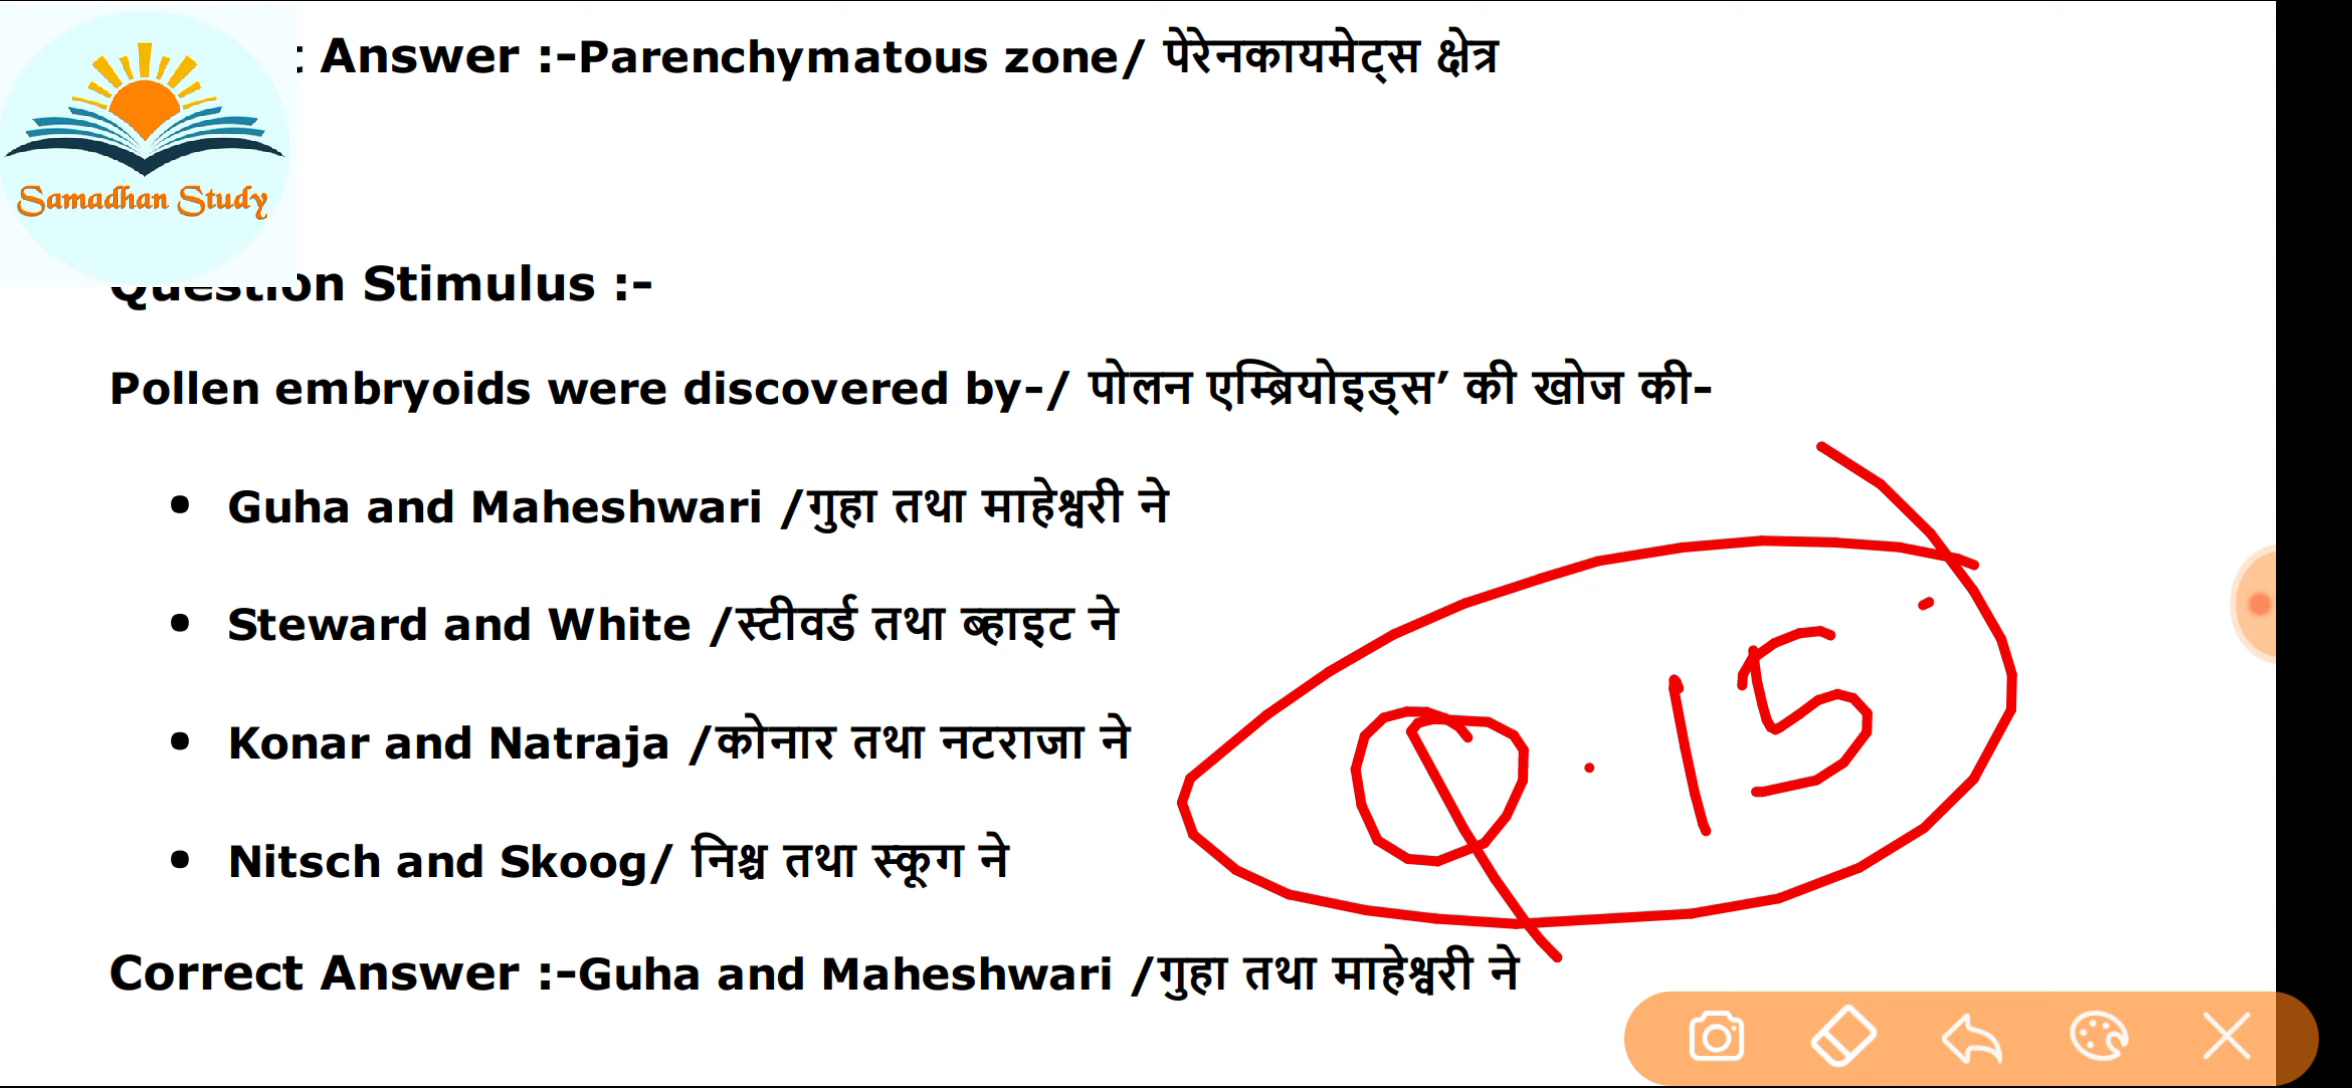 t Answer :-Parenchymatous zone/ पेरेनकायमेट्स क्षेत्र
Samadhan Study
Question Stimulus :-
Pollen embryoids were discovered by-/ पोलन एम्ब्रियोइड्स’ की खोज की-
• Guha and Maheshwari /गुहा तथा माहेश्वरी ने
• Steward and White /स्टीवर्ड तथा ब्हाइट ने
• Konar and Natraja /कोनार तथा नटराजा ने
• Nitsch and Skoog/ निश्च तथा स्कूग ने
Q. 15
Correct Answer :-Guha and Maheshwari /गुहा तथा माहेश्वरी ने